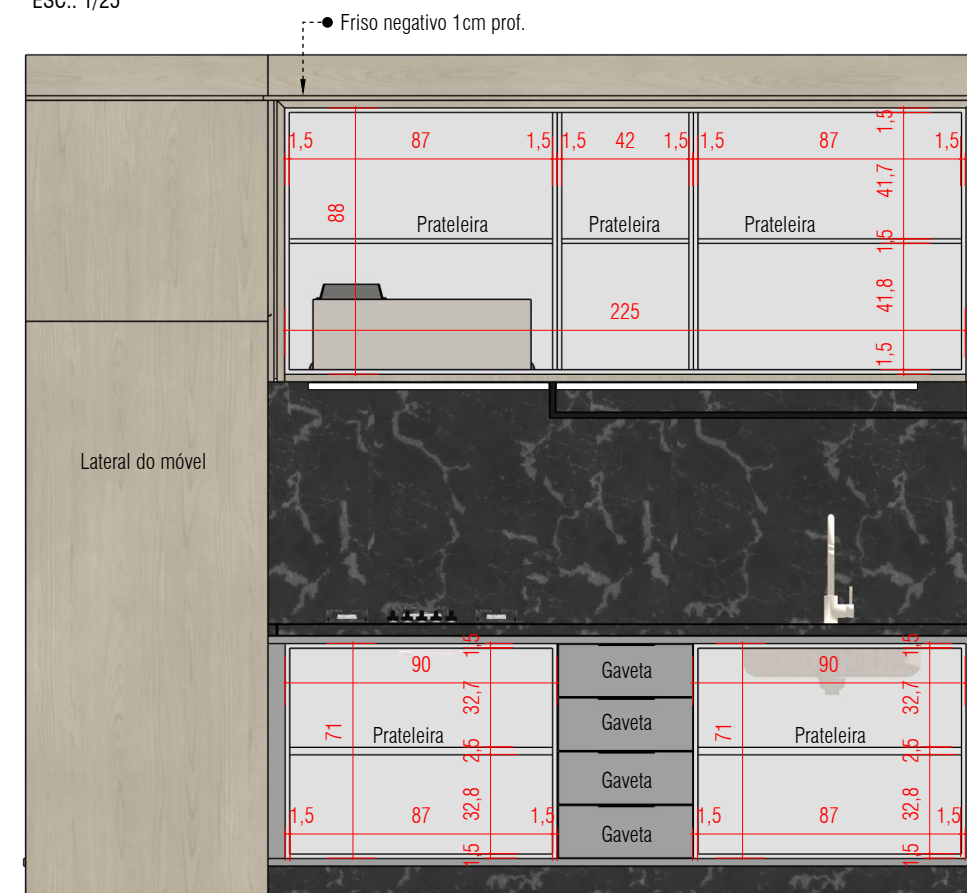 ESC.: 1/25
Friso negativo 1cm prof.
1,5 87 1,5 1,5 42 1,5 1,5 87 1,5
1,5
41,7
88
Prateleira Prateleira Prateleira
1,5
41,8
225
1,5
Lateral do móvel
1,5 1,5
90 Gaveta 90
32,7 32,7
71 Prateleira Gaveta 71 Prateleira
2,5 2,5
Gaveta
32,8 32,8
1,5 87 1,5 Gaveta 1,5 87 1,5
1,5 1,5